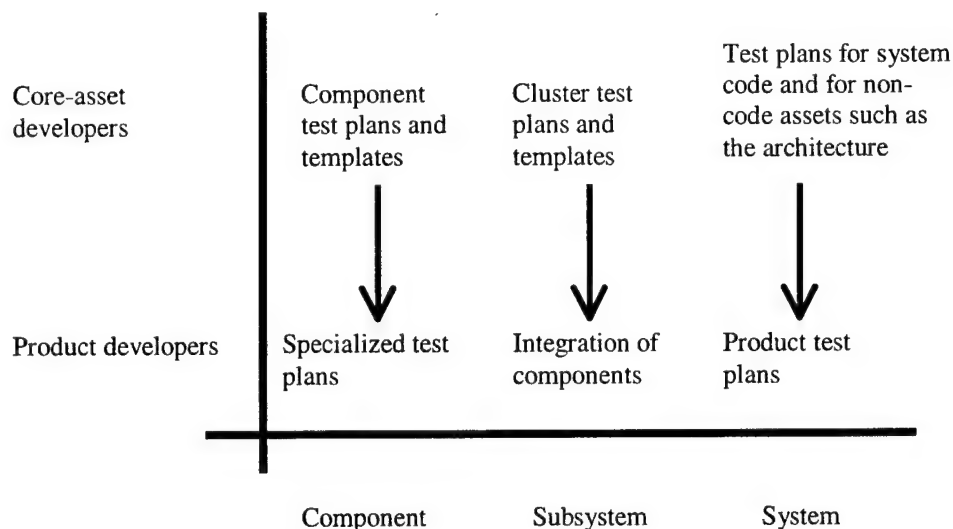 Core-asset
developers
Component
test plans and
templates
Cluster test
plans and
templates
Test plans for system
code and for non-
code assets such as
the architecture
Product developers
Specialized test
plans
Integration of
components
Product test
plans
Component
Subsystem
System